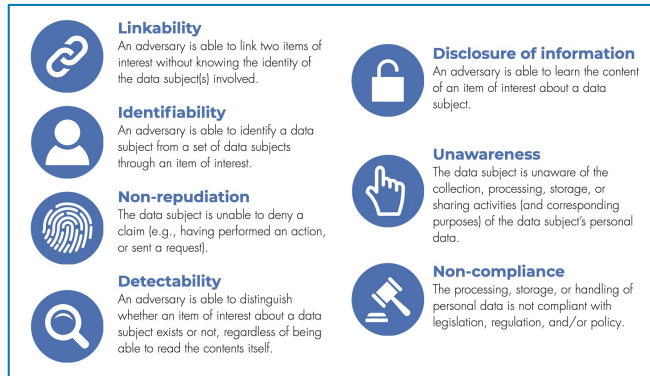 Linkability
An adversary is able to link two items of
interest without knowing the identity of
the data subject(s) involved.
Identifiability
An adversary is able to identify a data
subject from a set of data subjects
through an item of interest.
Non-repudiation
The data subject is unable to deny a
claim (e.g., having performed an action,
or sent a request).
Detectability
An adversary is able to distinguish
whether an item of interest about a data
subject exists or not, regardless of being
able to read the contents itself.
Disclosure of information
An adversary is able to learn the content
of an item of interest about a data
subject.
Unawareness
The data subject is unaware of the
collection, processing, storage, or
sharing activities (and corresponding
purposes) of the data subject's personal
data.
Non-compliance
The processing, storage, or handling of
personal data is not compliant with
legislation, regulation, and/or policy.